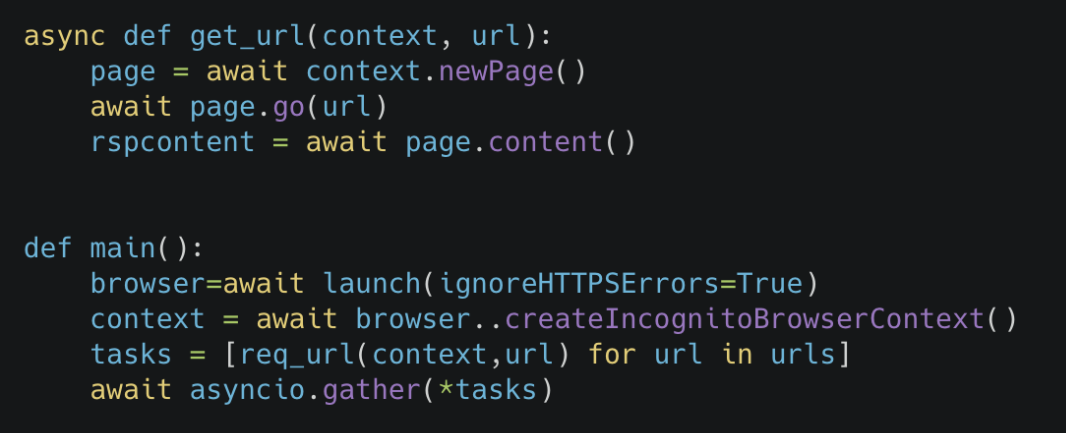 async def get_url(context, url):
    page = await context.newPage()
    await page.go(url)
    rspcontent = await page.content()
def main():
    browser=await launch(ignoreHTTPSErrors=True)
    context = await browser..createIncognitoBrowserContext()
    tasks = [req_url(context,url) for url in urls]
    await asyncio.gather(*tasks)